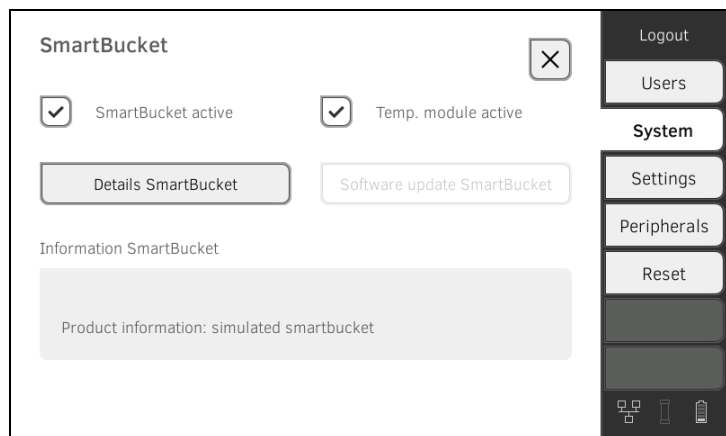 SmartBucket
SmartBucket active
Temp. module active
Details SmartBucket
Software update SmartBucket
Information SmartBucket
Product information: simulated smartbucket
Logout
Users
System
Settings
Peripherals
Reset